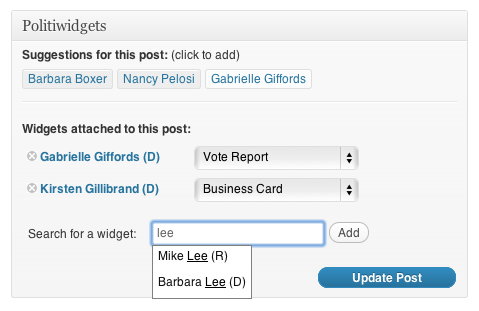 Politiwidgets
Suggestions for this post: (click to add)
Barbara Boxer Nancy Pelosi Gabrielle Giffords
Widgets attached to this post:
Gabrielle Giffords (D) Vote Report
Kirsten Gillibrand (D) Business Card
Search for a widget: lee Add
Mike Lee (R)
Barbara Lee (D)
Update Post